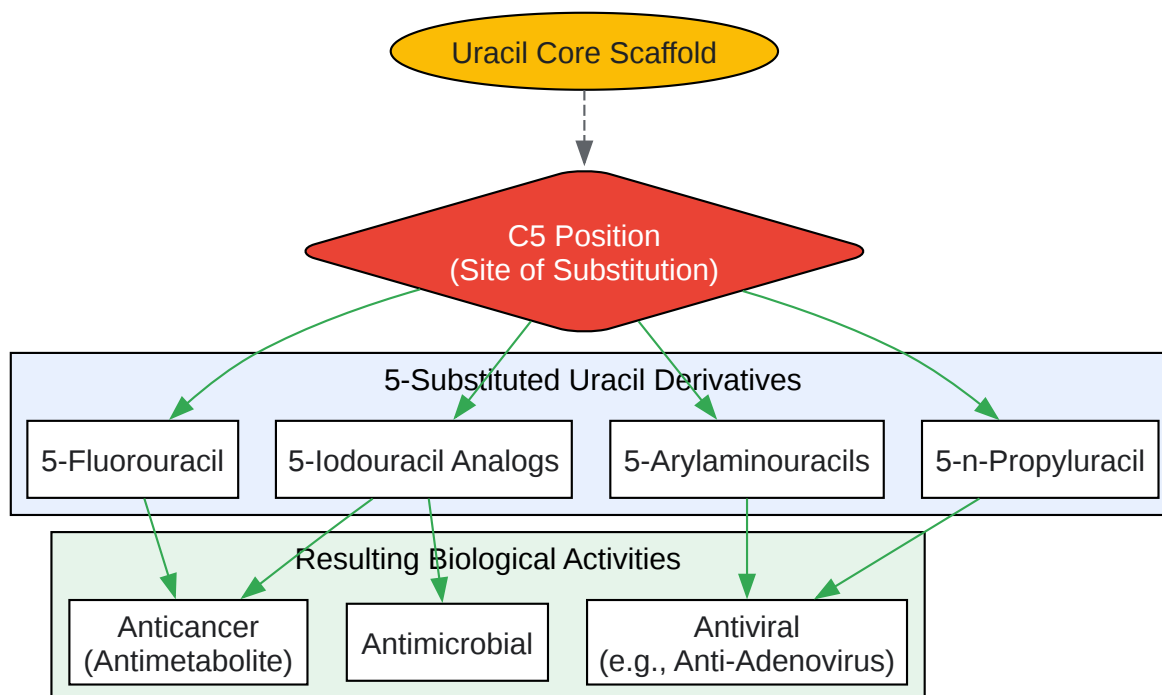 Uracil Core Scaffold
C5 Position
(Site of Substitution)
5-Substituted Uracil Derivatives
5-Fluorouracil
5-Iodouracil Analogs
5-Arylaminouracils
5-n-Propyluracil
Resulting Biological Activities
Anticancer
(Antimetabolite)
Antimicrobial
Antiviral
(e.g., Anti-Adenovirus)